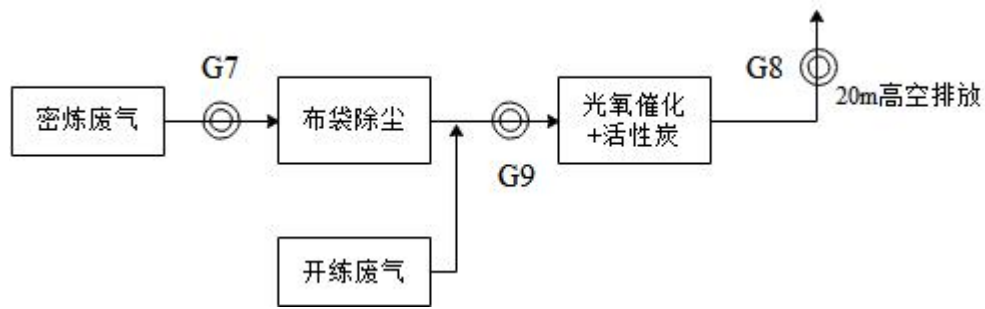 G7
G8
密炼废气
布袋除尘
光氧催化
+活性炭
20m高空排放
G9
开练废气